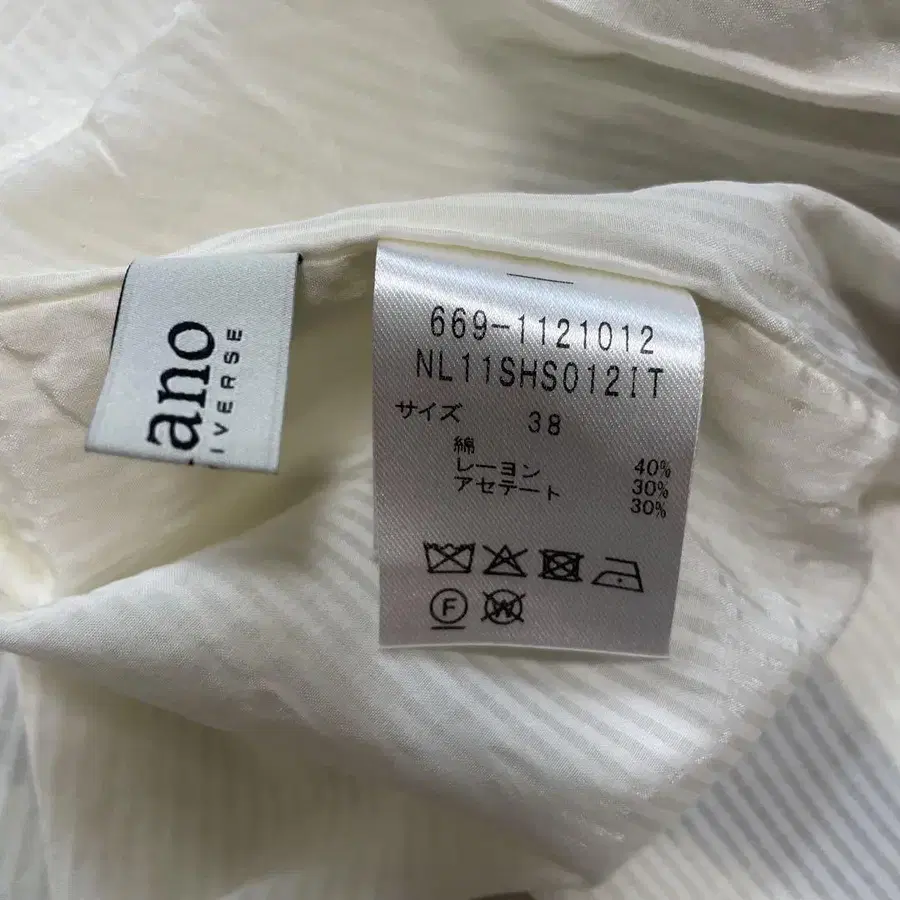 ano
IVERSE
669-1121012
NL11SHS012IT
サイズ 38
綿 40%
レーヨン 30%
アセテート 30%
F
W